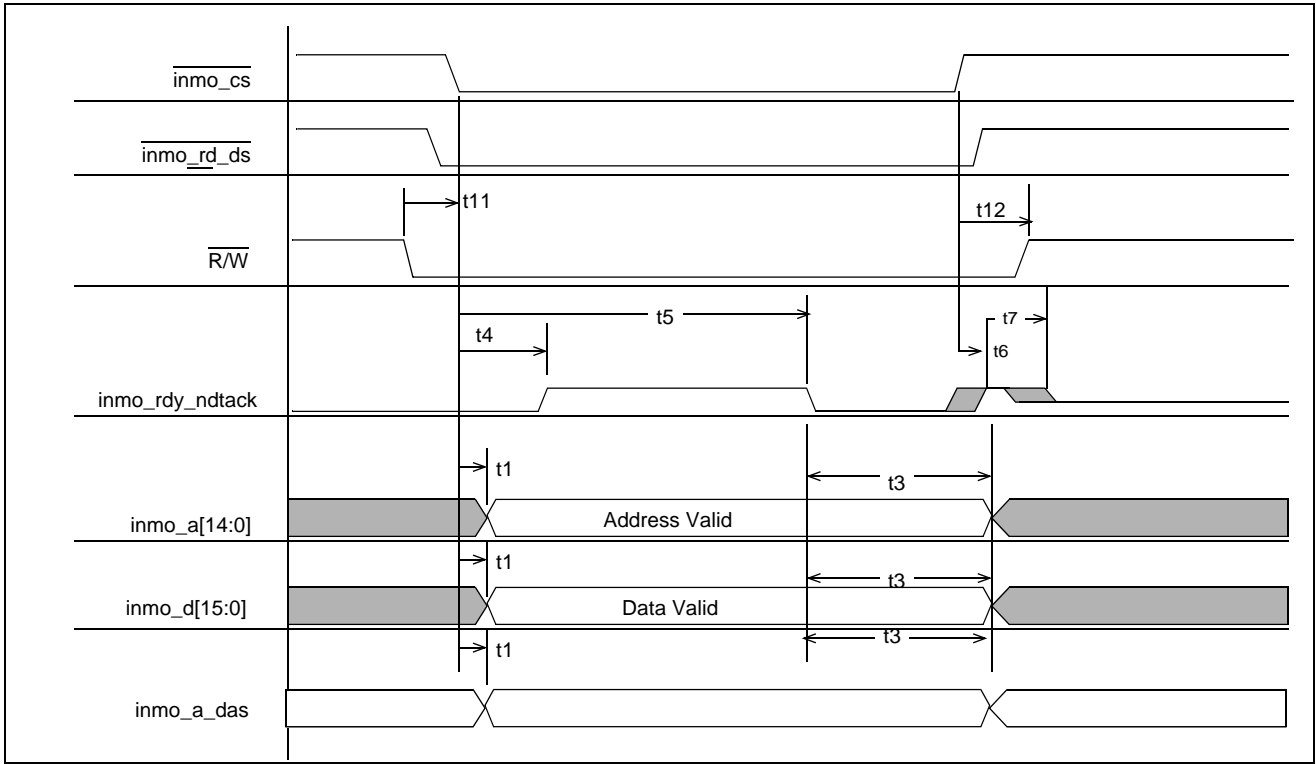 inmo_cs
inmo_rd_ds
t11
t12
R/W
t5
t7
t4
t6
inmo_rdy_ndtack
t1
t3
inmo_a[14:0]
Address Valid
t1
t3
inmo_d[15:0]
Data Valid
t1
t3
inmo_a_das